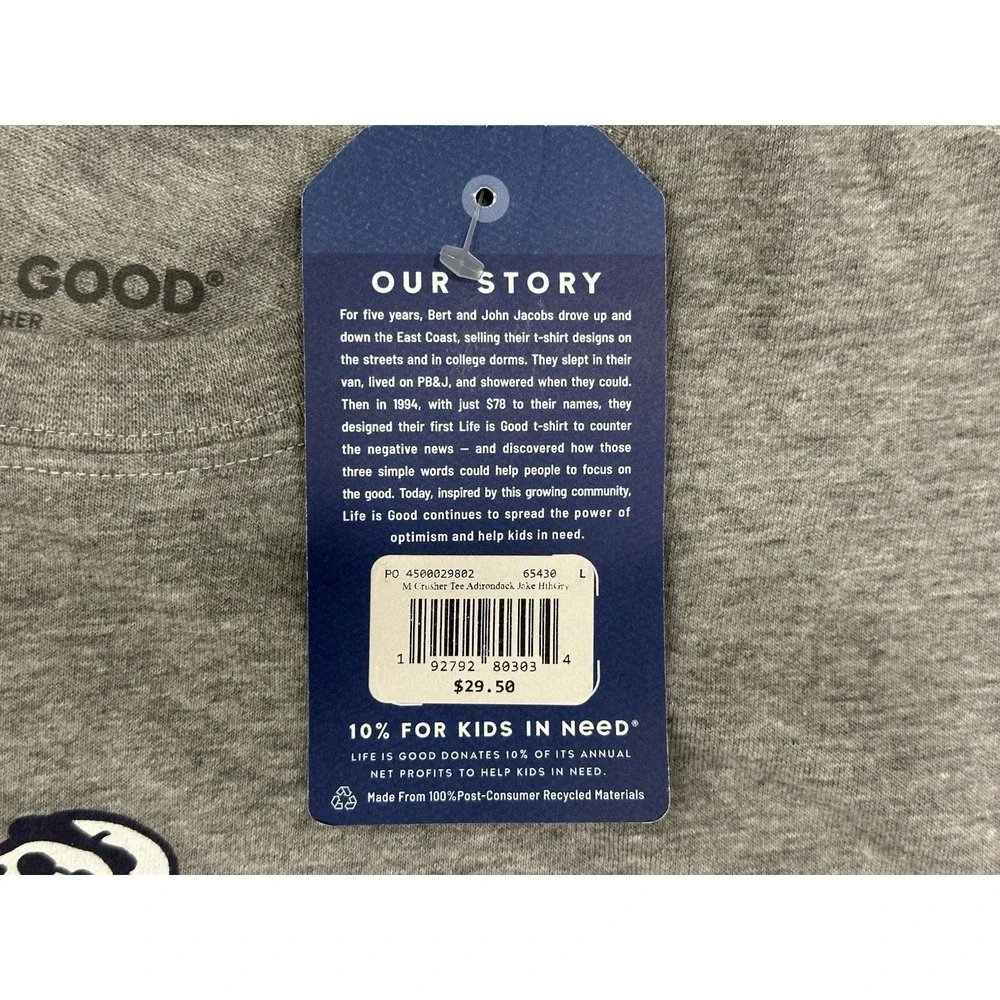 GOOD®
HER
OUR STORY
For five years, Bert and John Jacobs drove up and
down the East Coast, selling their t-shirt designs on
the streets and in college dorms. They slept in their
van, lived on PB&J, and showered when they could.
Then in 1994, with just $78 to their names, they
designed their first Life is Good t-shirt to counter
the negative news — and discovered how those
three simple words could help people to focus on
the good. Today, inspired by this growing community,
Life is Good continues to spread the power of
optimism and help kids in need.
PO 4500029802 65430 L
M Crusher Tee Adirondack Jake HthGry
1 92792 80303 4
$29.50
10% FOR KIDS IN NeeD®
LIFE IS GOOD DONATES 10% OF ITS ANNUAL
NET PROFITS TO HELP KIDS IN NEED.
Made From 100%Post-Consumer Recycled Materials